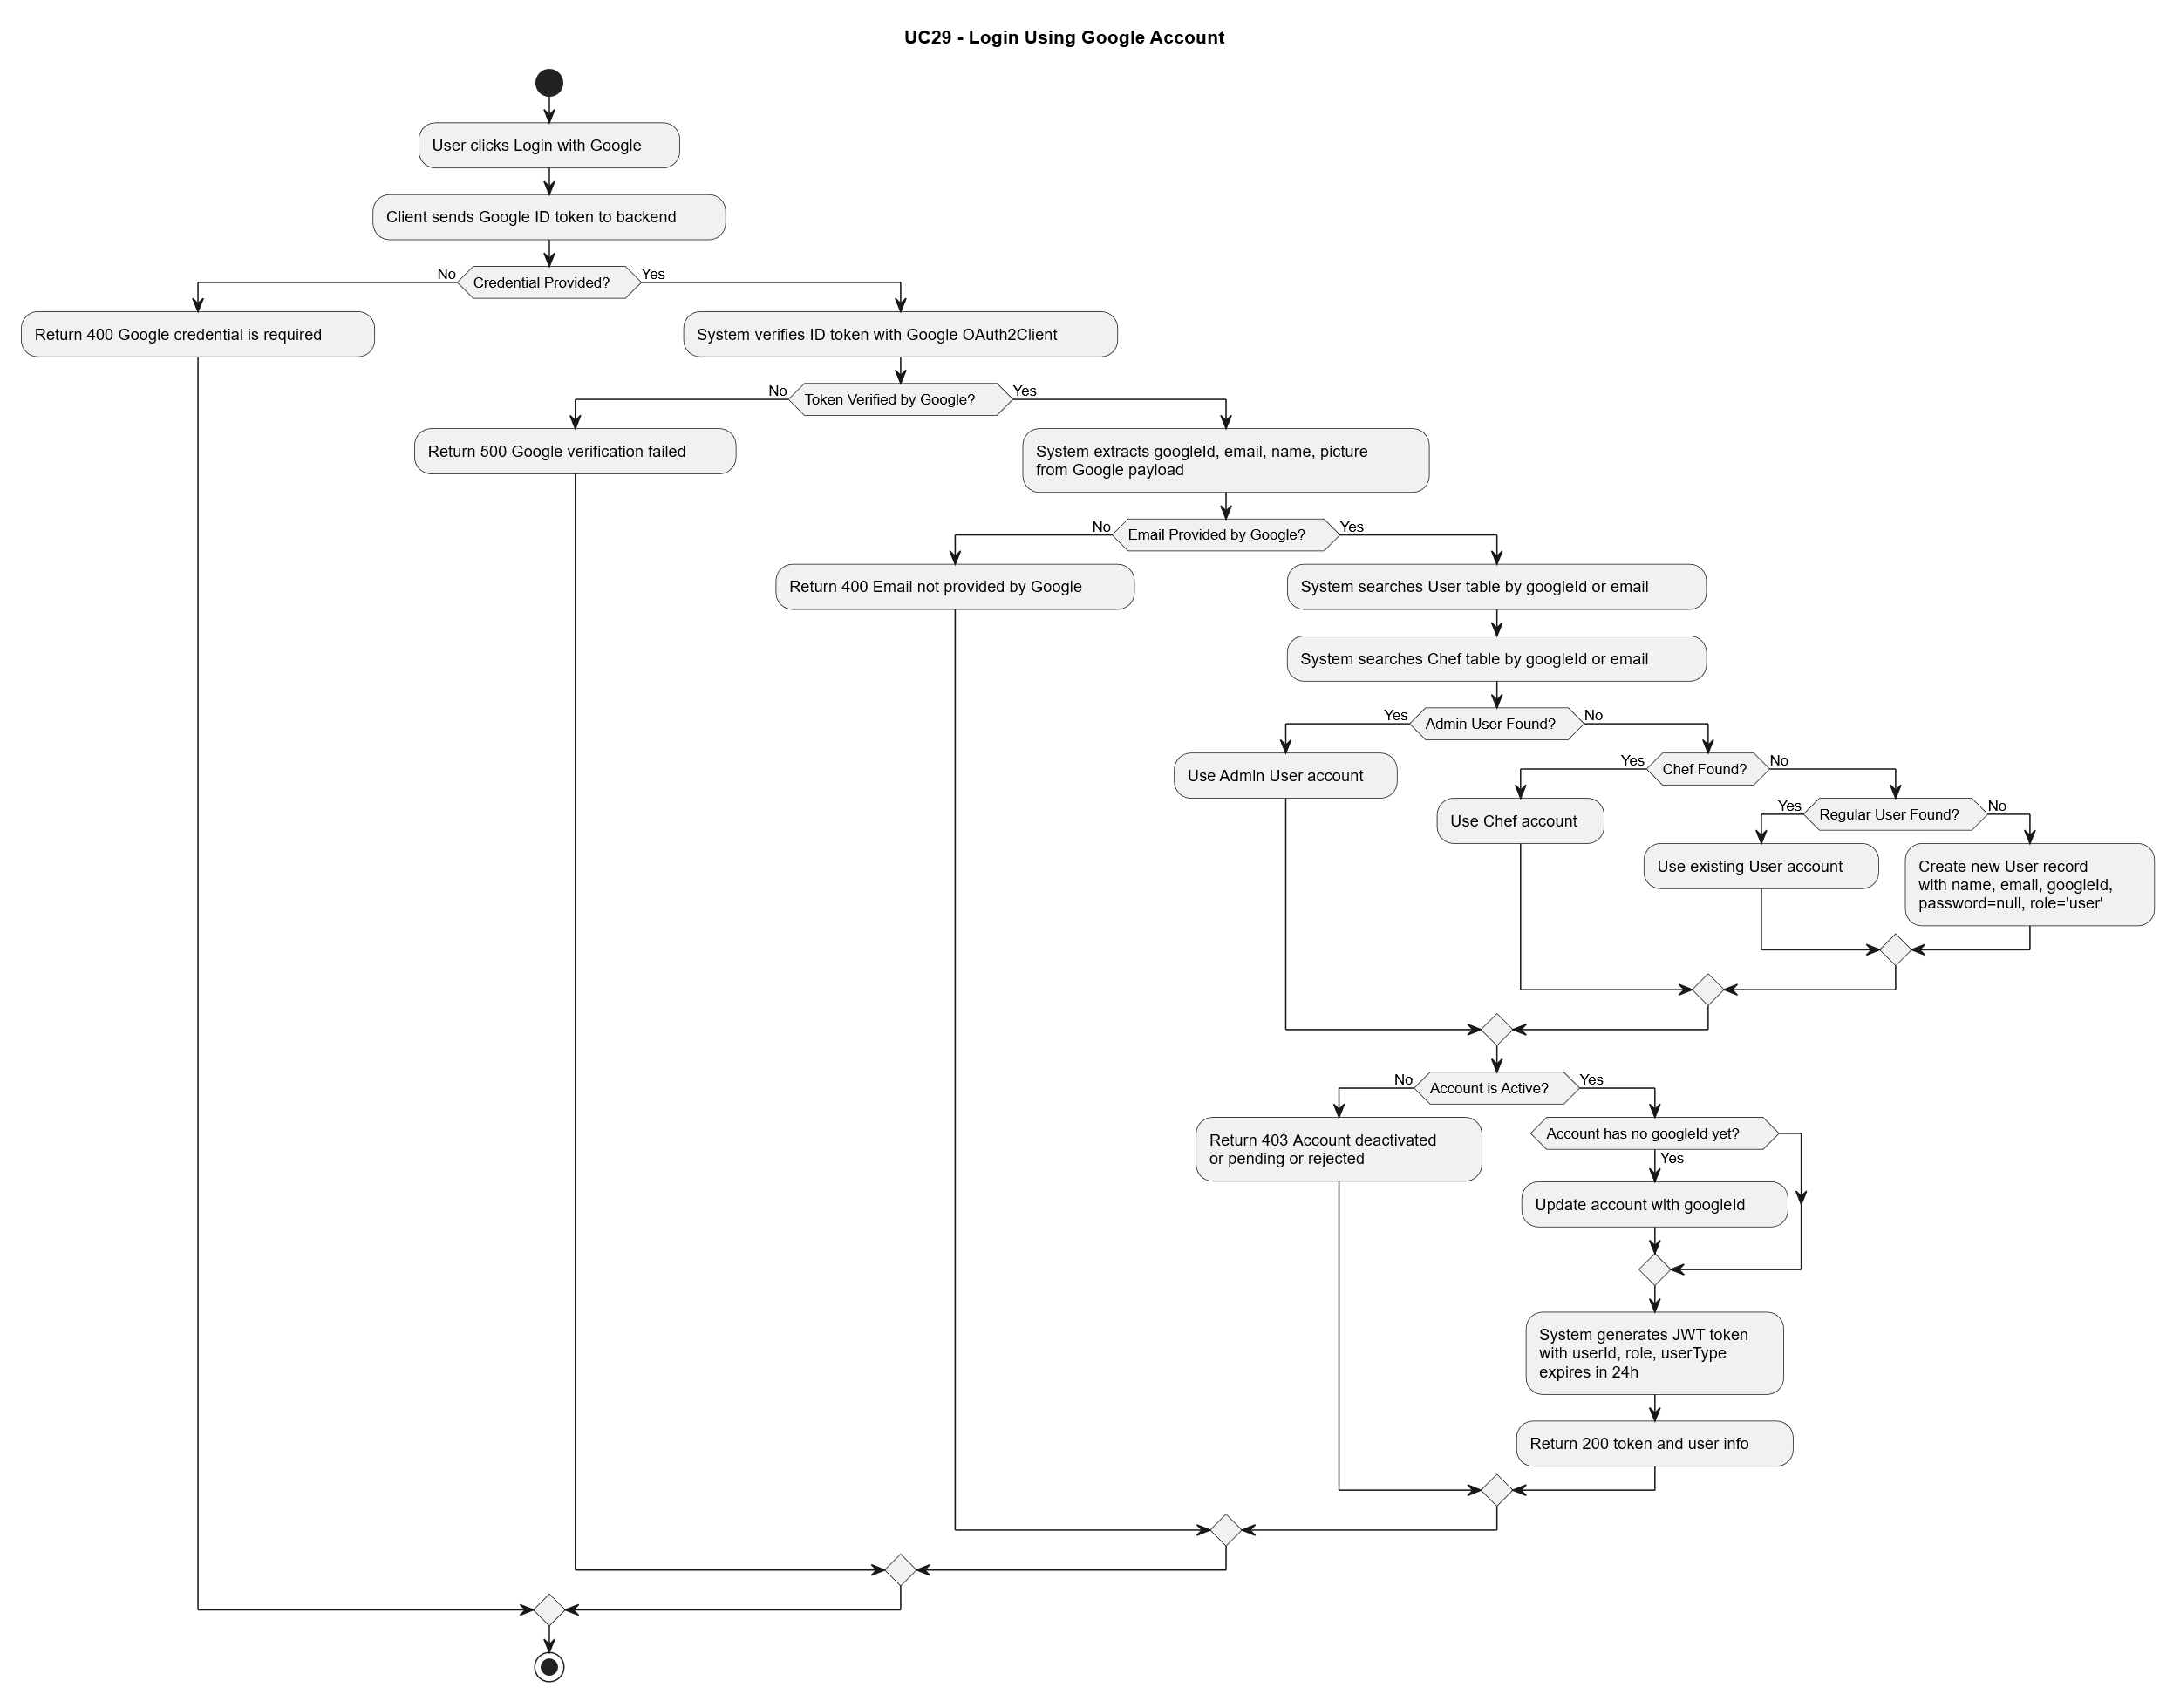 UC29 - Login Using Google Account
User clicks Login with Google
Client sends Google ID token to backend
No
Credential Provided?
Yes
Return 400 Google credential is required
System verifies ID token with Google OAuth2Client
No
Token Verified by Google?
Yes
Return 500 Google verification failed
System extracts googleId, email, name, picture
from Google payload
No
Email Provided by Google?
Yes
Return 400 Email not provided by Google
System searches User table by googleId or email
System searches Chef table by googleId or email
Yes
Admin User Found?
No
Use Admin User account
Yes
Chef Found?
No
Use Chef account
Yes
Regular User Found?
No
Use existing User account
Create new User record
with name, email, googleId,
password=null, role='user'
No
Account is Active?
Yes
Return 403 Account deactivated
or pending or rejected
Account has no googleId yet?
Yes
Update account with googleId
System generates JWT token
with userId, role, userType
expires in 24h
Return 200 token and user info